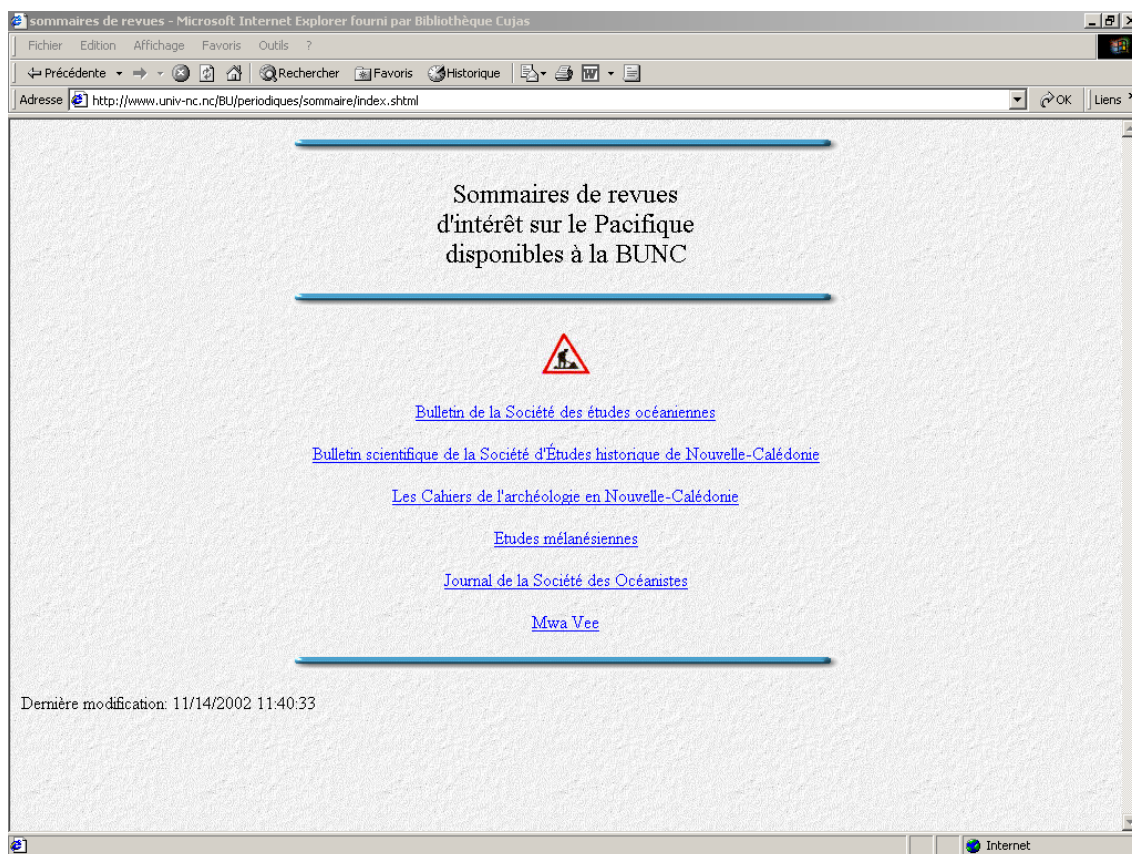 sommaires de revues - Microsoft Internet Explorer fourni par Bibliothèque Cujas
Fichier Edition Affichage Favoris Outils ?
Précédente Rechercher Favoris Historique
Adresse http://www.univ-nc.nc/BU/periodiques/sommaire/index.shtml OK Liens
Sommaires de revues
d'intérêt sur le Pacifique
disponibles à la BUNC
Bulletin de la Société des études océaniennes
Bulletin scientifique de la Société d'Études historique de Nouvelle-Calédonie
Les Cahiers de l'archéologie en Nouvelle-Calédonie
Etudes mélanésiennes
Journal de la Société des Océanistes
Mwa Vee
Dernière modification: 11/14/2002 11:40:33
Internet